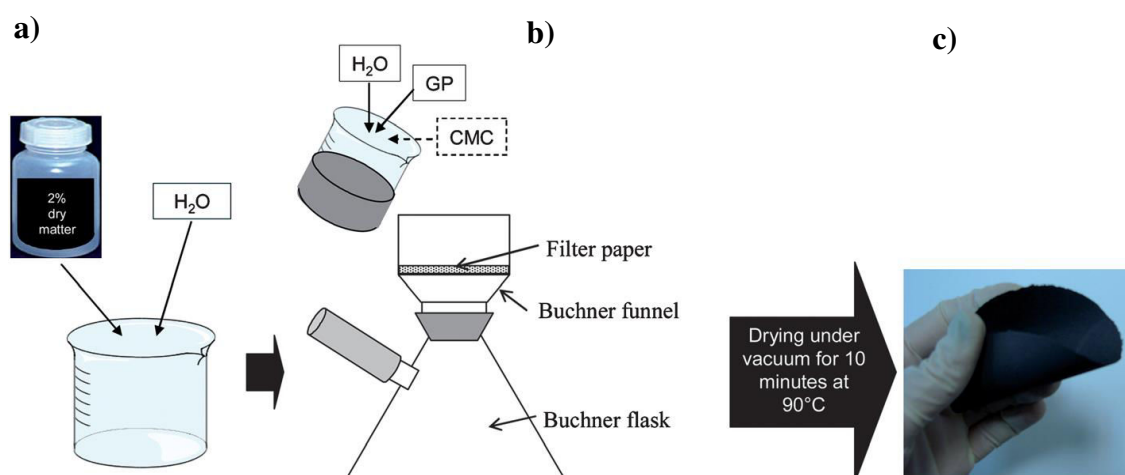 a)
b)
c)
H₂O
GP
CMC
2%
dry
matter
H₂O
Filter paper
Buchner funnel
Drying under
vacuum for 10
minutes at
90°C
Buchner flask